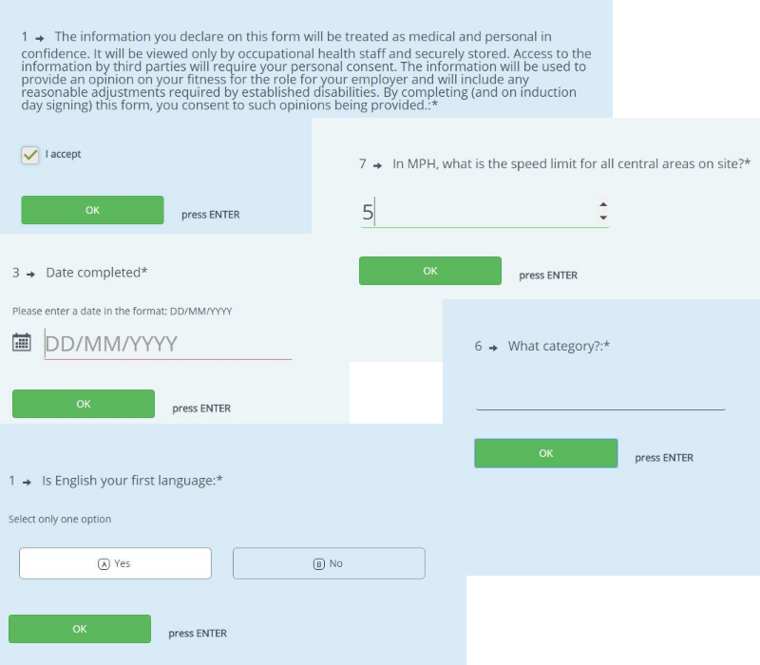 1 → The information you declare on this form will be treated as medical and personal in
confidence. It will be viewed only by occupational health staff and securely stored. Access to the
information by third parties will require your personal consent. The information will be used to
provide an opinion on your fitness for the role for your employer and will include any
reasonable adjustments required by established disabilities. By completing (and on induction
day signing) this form, you consent to such opinions being provided.:*
I accept
OK press ENTER
7 → In MPH, what is the speed limit for all central areas on site?*
5
OK press ENTER
3 → Date completed*
Please enter a date in the format: DD/MM/YYYY
DD/MM/YYYY
OK press ENTER
6 → What category?:*
OK press ENTER
1 → Is English your first language:*
Select only one option
A Yes
B No
OK press ENTER